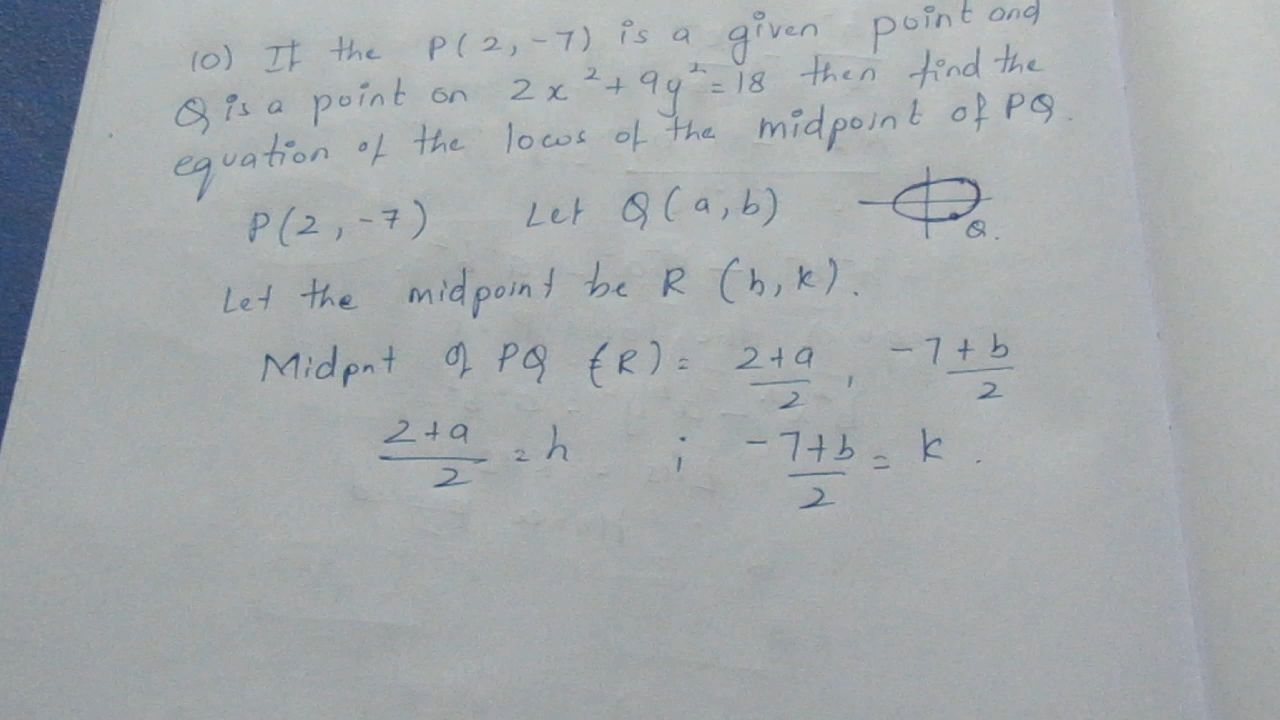 10) If the P(2, -7) is a given point and
Q is a point on 2x² + 9y² = 18 then find the
equation of the locus of the midpoint of PQ.
P(2, -7) Let Q(a, b)
Q.
Let the midpoint be R (h, k).
Midpnt of PQ (R) = (2+a)/2 , (-7+b)/2
(2+a)/2 = h ; (-7+b)/2 = k.